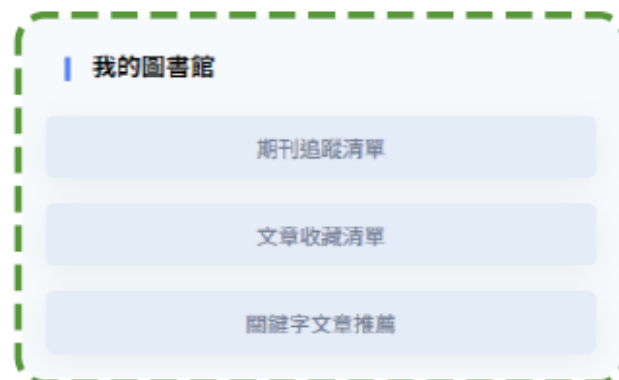 我的圖書館
期刊追蹤清單
文章收藏清單
關鍵字文章推薦